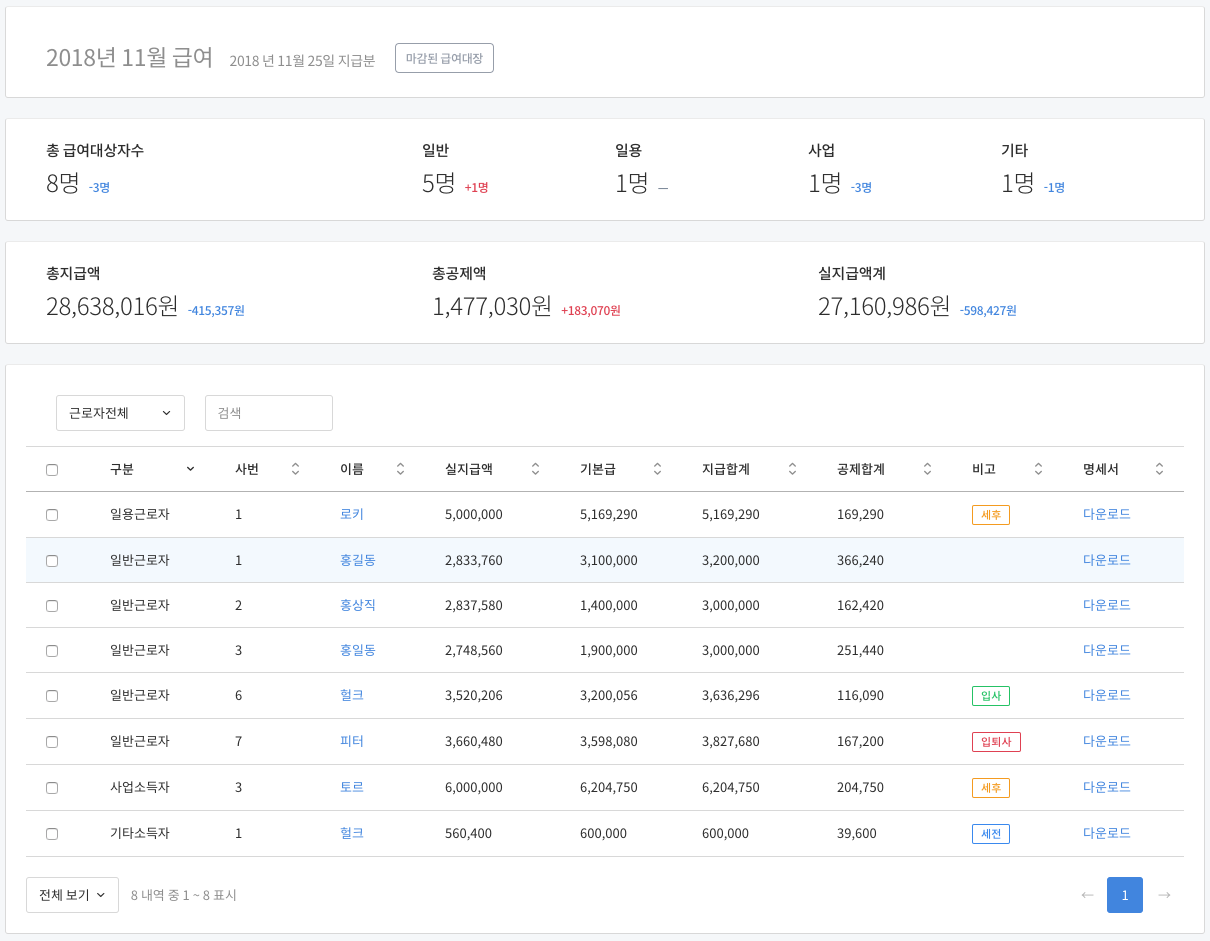 2018년 11월 급여 2018 년 11월 25일 지급분 마감된 급여대장
총 급여대상자수 일반 일용 사업 기타
8명 -3명 5명 +1명 1명 — 1명 -3명 1명 -1명
총지급액 총공제액 실지급액계
28,638,016원 -415,357원 1,477,030원 +183,070원 27,160,986원 -598,427원
근로자전체 검색
구분 사번 이름 실지급액 기본급 지급합계 공제합계 비고 명세서
일용근로자 1 로키 5,000,000 5,169,290 5,169,290 169,290 세후 다운로드
일반근로자 1 홍길동 2,833,760 3,100,000 3,200,000 366,240 다운로드
일반근로자 2 홍상직 2,837,580 1,400,000 3,000,000 162,420 다운로드
일반근로자 3 홍일동 2,748,560 1,900,000 3,000,000 251,440 다운로드
일반근로자 6 헐크 3,520,206 3,200,056 3,636,296 116,090 입사 다운로드
일반근로자 7 피터 3,660,480 3,598,080 3,827,680 167,200 입퇴사 다운로드
사업소득자 3 토르 6,000,000 6,204,750 6,204,750 204,750 세후 다운로드
기타소득자 1 헐크 560,400 600,000 600,000 39,600 세전 다운로드
전체 보기 8 내역 중 1 ~ 8 표시 ← 1 →